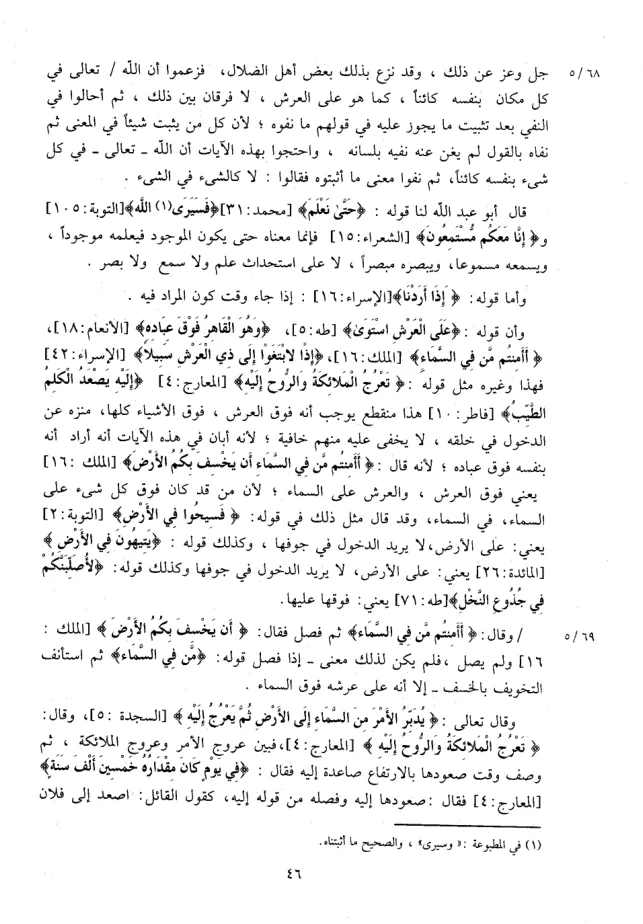 ٥/٦٨ جل وعز عن ذلك ، وقد نزع بذلك بعض أهل الضلال، فزعموا أن الله / تعالى في
كل مكان بنفسه كائناً ، كما هو على العرش ، لا فرقان بين ذلك ، ثم أحالوا في
النفي بعد تثبيت ما يجوز عليه في قولهم ما نفوه ؛ لأن كل من يثبت شيئاً في المعنى ثم
نفاه بالقول لم يغن عنه نفيه بلسانه ، واحتجوا بهذه الآيات أن الله ـ تعالى ـ في كل
شىء بنفسه كائناً، ثم نفوا معنى ما أثبتوه فقالوا : لا كالشىء في الشىء .
قال أبو عبد الله لنا قوله : ﴿حَتَّىٰ نَعْلَمَ﴾ [محمد:٣١]﴿فَسَيَرَى(١) اللَّه﴾[التوبة:١٠٥]
و﴿ إِنَّا مَعَكُم مُّسْتَمِعُونَ﴾ [الشعراء:١٥] فإنما معناه حتى يكون الموجود فيعلمه موجوداً ،
ويسمعه مسموعا، ويبصره مبصراً ، لا على استحداث علم ولا سمع ولا بصر .
وأما قوله : ﴿ إِذَا أَرَدْنَا﴾[الإسراء:١٦] : إذا جاء وقت كون المراد فيه .
وأن قوله : ﴿عَلَى الْعَرْشِ اسْتَوَىٰ﴾ [طه:٥]، ﴿وَهُوَ الْقَاهِرُ فَوْقَ عِبَادِهِ﴾ [الأنعام:١٨]،
﴿ أَأَمِنتُم مَّن فِي السَّمَاءِ﴾ [الملك:١٦]،﴿إِذًا لاَّبْتَغَوْا إِلَىٰ ذِي الْعَرْشِ سَبِيلاً﴾ [الإسراء:٤٢]
فهذا وغيره مثل قوله :﴿ تَعْرُجُ الْمَلائِكَةُ وَالرُّوحُ إِلَيْهِ﴾ [المعارج:٤] ﴿إِلَيْهِ يَصْعَدُ الْكَلِمُ
الطَّيِّبُ﴾ [فاطر:١٠] هذا منقطع يوجب أنه فوق العرش ، فوق الأشياء كلها، منزه عن
الدخول في خلقه ، لا يخفى عليه منهم خافية ؛ لأنه أبان في هذه الآيات أنه أراد أنه
بنفسه فوق عباده ؛ لأنه قال :﴿ أَأَمِنتُم مَّن فِي السَّمَاءِ أَن يَخْسِفَ بِكُمُ الأَرْضَ﴾ [الملك :١٦]
يعني فوق العرش ، والعرش على السماء ؛ لأن من قد كان فوق كل شىء على
السماء، في السماء، وقد قال مثل ذلك في قوله: ﴿ فَسِيحُوا فِي الأَرْضِ﴾ [التوبة:٢]
يعني: على الأرض،لا يريد الدخول في جوفها ، وكذلك قوله : ﴿يَتِيهُونَ فِي الأَرْضِ ﴾
[المائدة:٢٦] يعني: على الأرض، لا يريد الدخول في جوفها وكذلك قوله: ﴿لأُصَلِّبَنَّكُمْ
فِي جُذُوعِ النَّخْلِ﴾[طه:٧١] يعني: فوقها عليها.
٥/٦٩ / وقال:﴿ أَأَمِنتُم مَّن فِي السَّمَاءِ﴾ ثم فصل فقال: ﴿ أَن يَخْسِفَ بِكُمُ الأَرْضَ ﴾ [الملك :
١٦] ولم يصل ،فلم يكن لذلك معنى ـ إذا فصل قوله: ﴿مَّن فِي السَّمَاءِ﴾ ثم استأنف
التخويف بالخسف ـ إلا أنه على عرشه فوق السماء .
وقال تعالى :﴿ يُدَبِّرُ الأَمْرَ مِنَ السَّمَاءِ إِلَى الأَرْضِ ثُمَّ يَعْرُجُ إِلَيْهِ ﴾ [السجدة :٥]، وقال:
﴿ تَعْرُجُ الْمَلائِكَةُ وَالرُّوحُ إِلَيْهِ ﴾ [المعارج:٤]،فبين عروج الأمر وعروج الملائكة ، ثم
وصف وقت صعودها بالارتفاع صاعدة إليه فقال : ﴿فِي يَوْمٍ كَانَ مِقْدَارُهُ خَمْسِينَ أَلْفَ سَنَةٍ﴾
[المعارج:٤] فقال :صعودها إليه وفصله من قوله إليه، كقول القائل: اصعد إلى فلان
(١) في المطبوعة :« وسيرى» ، والصحيح ما أثبتناه.
٤٦